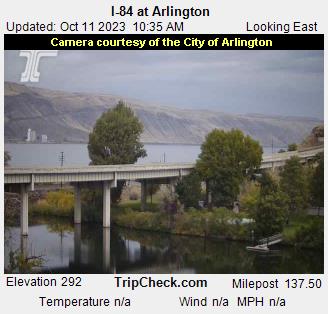 I-84 at Arlington
Updated: Oct 11 2023 10:35 AM Looking East
Camera courtesy of the City of Arlington
Elevation 292 TripCheck.com Milepost 137.50
Temperature n/a Wind n/a MPH n/a